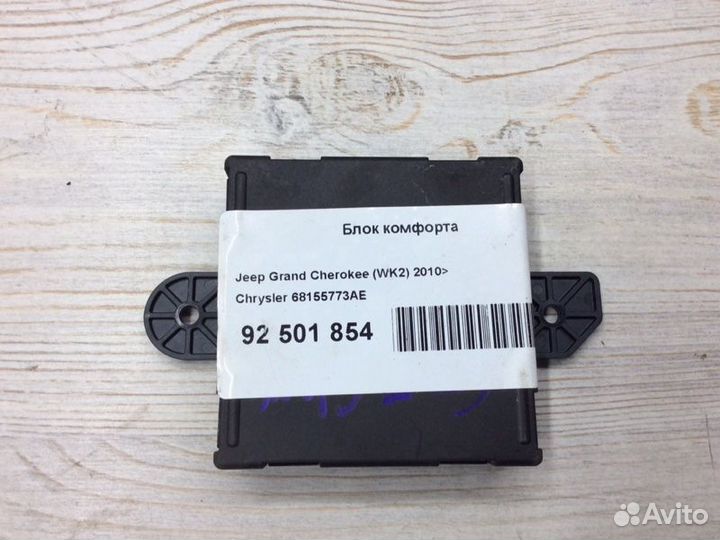 Блок комфорта
Jeep Grand Cherokee (WK2) 2010>
Chrysler 68155773AE
92 501 854
Avito